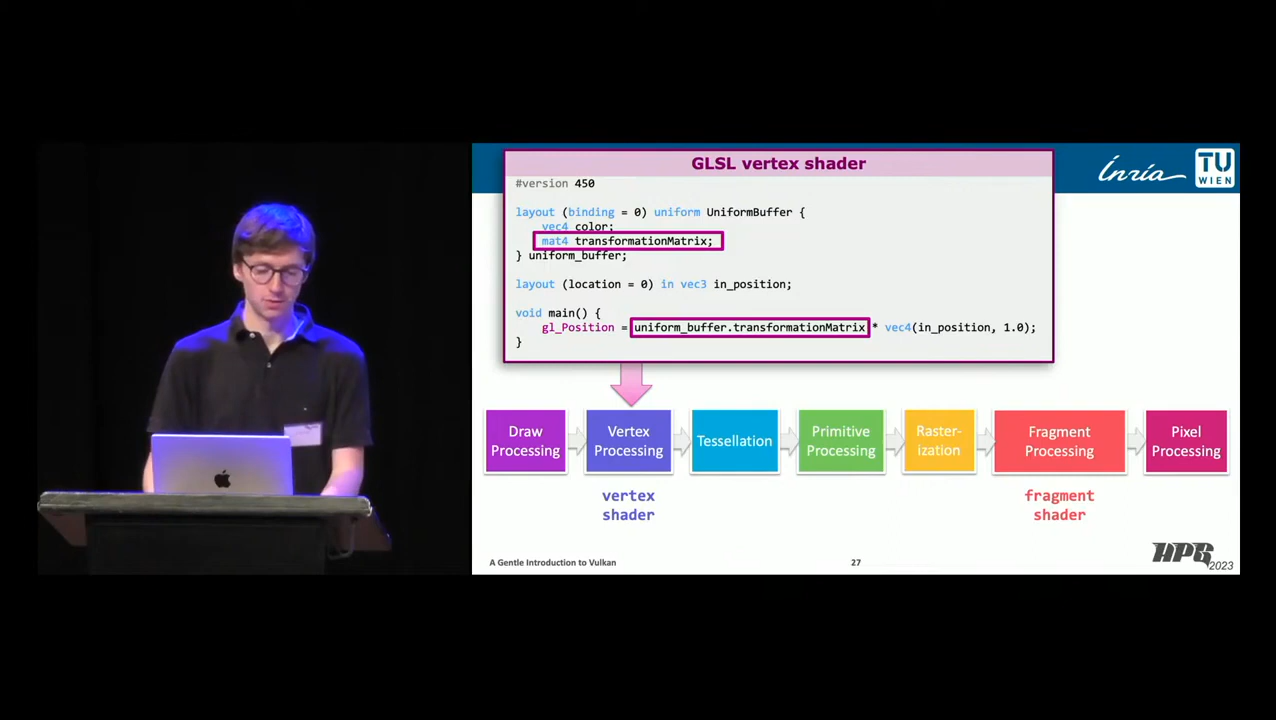 GLSL vertex shader
#version 450
layout (binding = 0) uniform UniformBuffer {
vec4 color;
mat4 transformationMatrix;
} uniform_buffer;
layout (location = 0) in vec3 in_position;
void main() {
gl_Position = uniform_buffer.transformationMatrix * vec4(in_position, 1.0);
}
Inría
TU
WIEN
Draw
Processing
Vertex
Processing
Tessellation
Primitive
Processing
Raster-
ization
Fragment
Processing
Pixel
Processing
vertex
shader
fragment
shader
A Gentle Introduction to Vulkan
27
HPG
2023